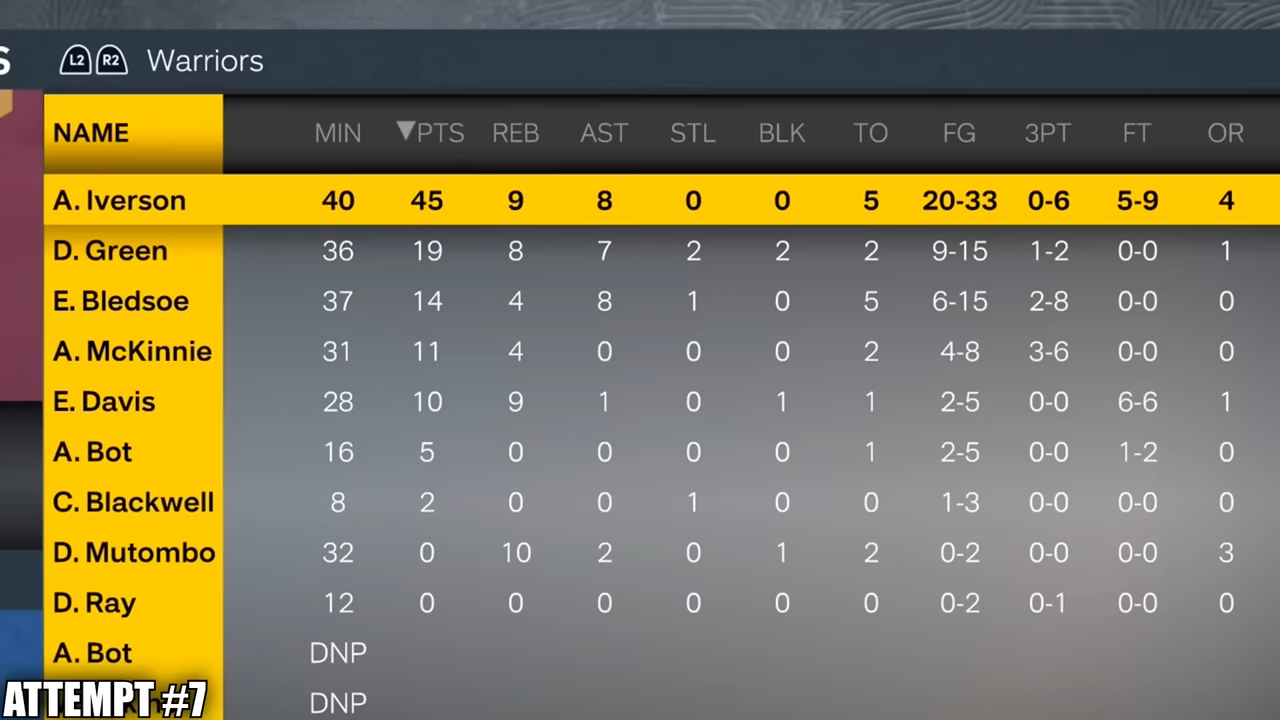 S L2 R2 Warriors
NAME MIN ▼PTS REB AST STL BLK TO FG 3PT FT OR
A. Iverson 40 45 9 8 0 0 5 20-33 0-6 5-9 4
D. Green 36 19 8 7 2 2 2 9-15 1-2 0-0 1
E. Bledsoe 37 14 4 8 1 0 5 6-15 2-8 0-0 0
A. McKinnie 31 11 4 0 0 0 2 4-8 3-6 0-0 0
E. Davis 28 10 9 1 0 1 1 2-5 0-0 6-6 1
A. Bot 16 5 0 0 0 0 1 2-5 0-0 1-2 0
C. Blackwell 8 2 0 0 1 0 0 1-3 0-0 0-0 0
D. Mutombo 32 0 10 2 0 1 2 0-2 0-0 0-0 3
D. Ray 12 0 0 0 0 0 0 0-2 0-1 0-0 0
A. Bot DNP
DNP
ATTEMPT #7